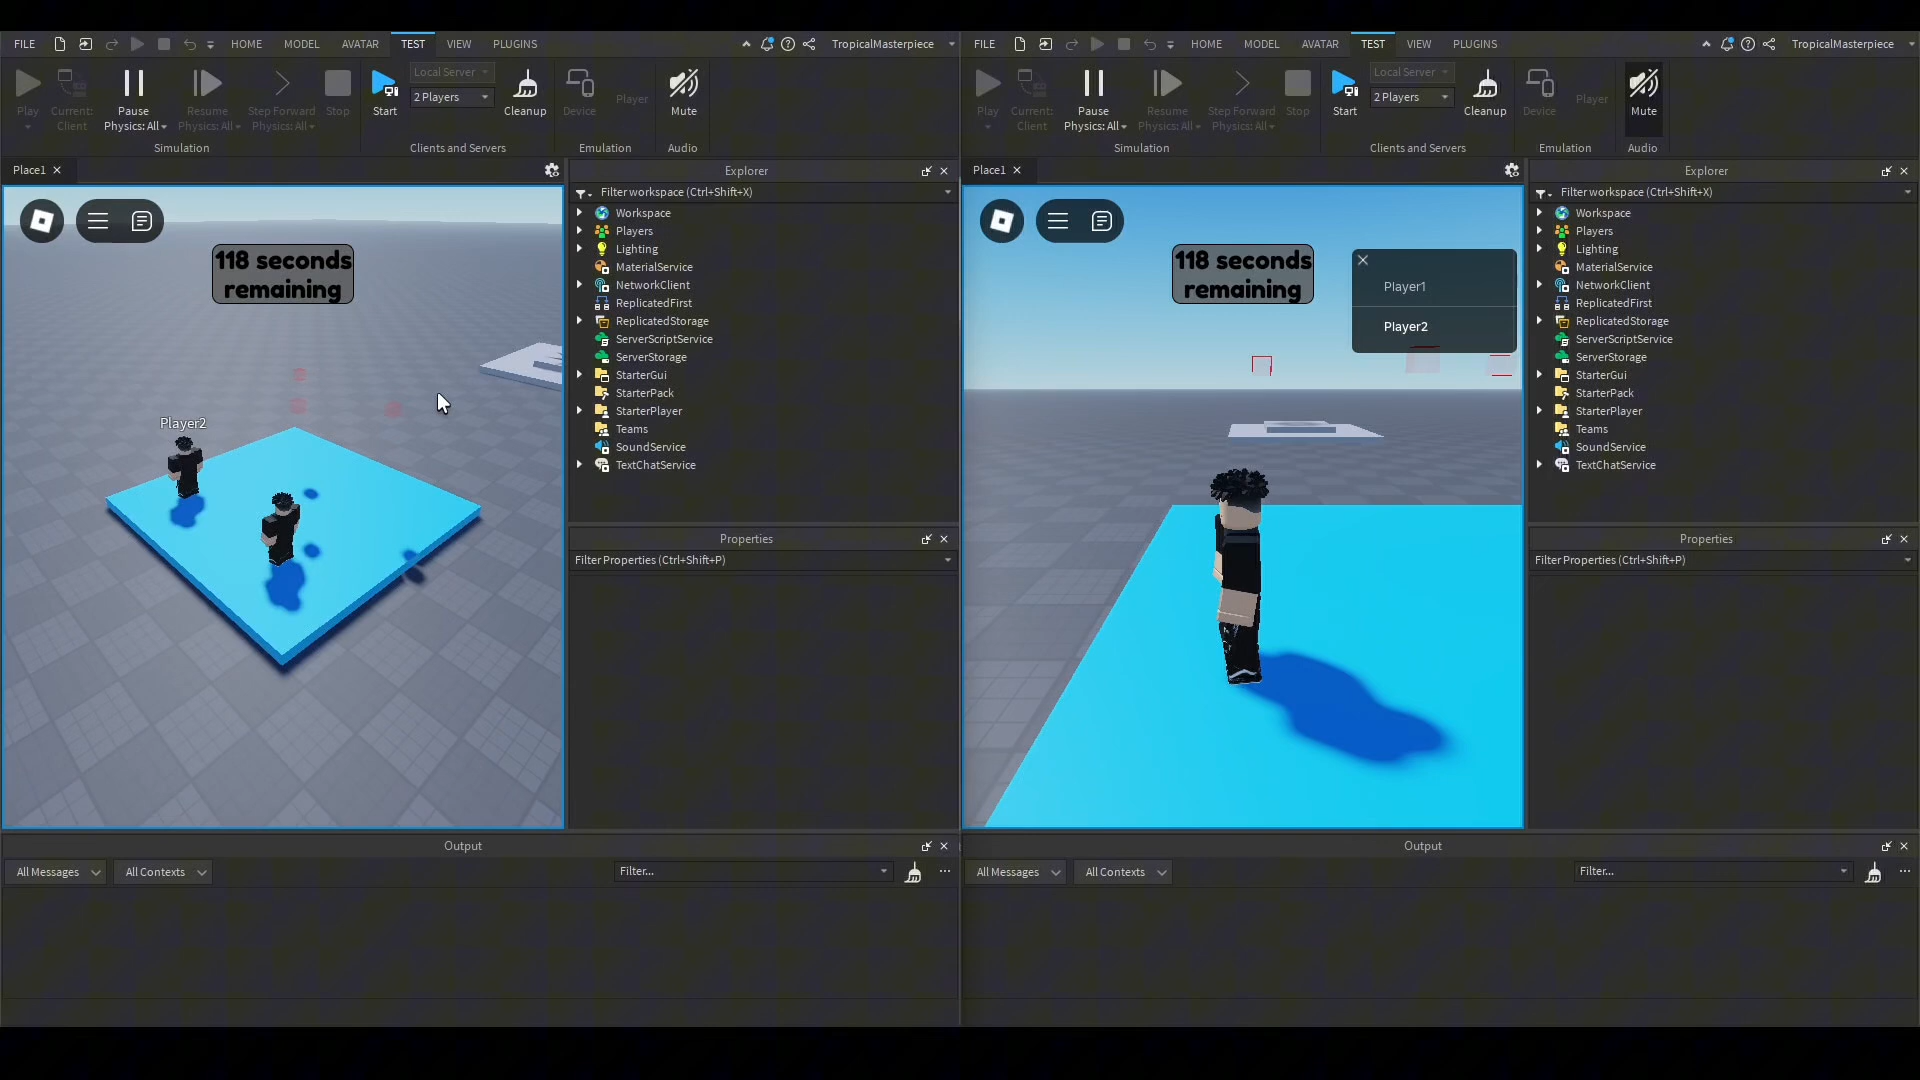 FILE
HOME
MODEL
AVATAR
TEST
VIEW
PLUGINS
TropicalMasterpiece
Play
Current:
Client
Pause
Physics: All
Resume
Physics: All
Step Forward
Physics: All
Stop
Simulation
Start
Local Server
2 Players
Cleanup
Clients and Servers
Device
Player
Emulation
Mute
Audio
Place1
118 seconds
remaining
Player2
Explorer
Filter workspace (Ctrl+Shift+X)
Workspace
Players
Lighting
MaterialService
NetworkClient
ReplicatedFirst
ReplicatedStorage
ServerScriptService
ServerStorage
StarterGui
StarterPack
StarterPlayer
Teams
SoundService
TextChatService
Properties
Filter Properties (Ctrl+Shift+P)
Output
All Messages
All Contexts
Filter...
FILE
HOME
MODEL
AVATAR
TEST
VIEW
PLUGINS
TropicalMasterpiece
Play
Current:
Client
Pause
Physics: All
Resume
Physics: All
Step Forward
Physics: All
Stop
Simulation
Start
Local Server
2 Players
Cleanup
Clients and Servers
Device
Player
Emulation
Mute
Audio
Place1
118 seconds
remaining
Player1
Player2
Explorer
Filter workspace (Ctrl+Shift+X)
Workspace
Players
Lighting
MaterialService
NetworkClient
ReplicatedFirst
ReplicatedStorage
ServerScriptService
ServerStorage
StarterGui
StarterPack
StarterPlayer
Teams
SoundService
TextChatService
Properties
Filter Properties (Ctrl+Shift+P)
Output
All Messages
All Contexts
Filter...